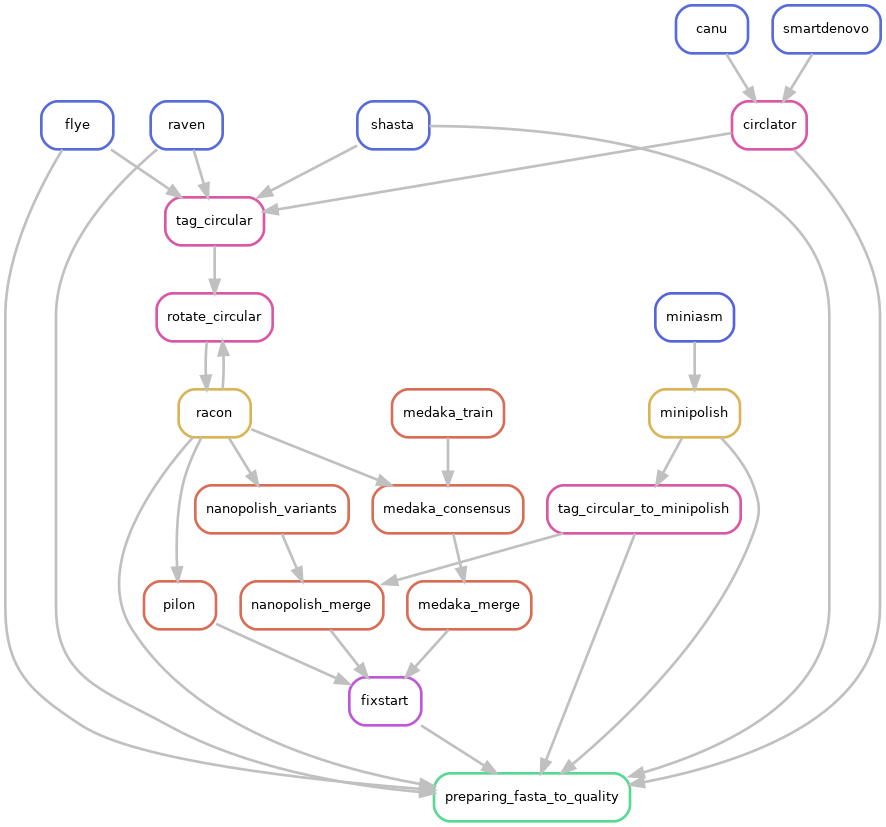 canu
smartdenovo
flye
raven
shasta
circlator
tag_circular
rotate_circular
miniasm
racon
medaka_train
minipolish
nanopolish_variants
medaka_consensus
tag_circular_to_minipolish
pilon
nanopolish_merge
medaka_merge
fixstart
preparing_fasta_to_quality